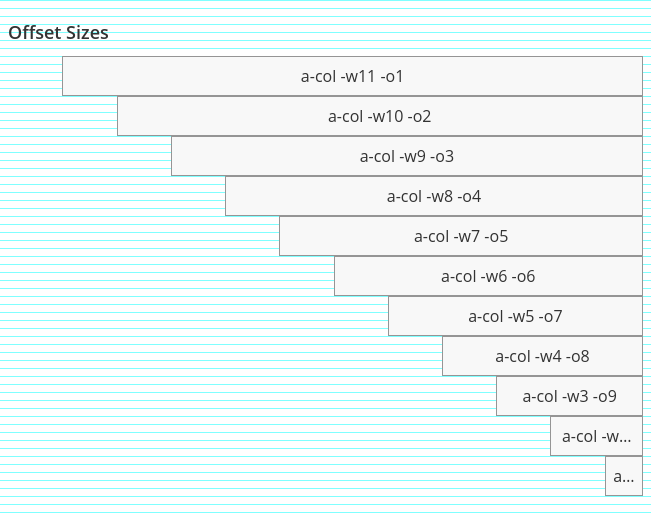 Offset Sizes
a-col -w11 -o1
a-col -w10 -o2
a-col -w9 -o3
a-col -w8 -o4
a-col -w7 -o5
a-col -w6 -o6
a-col -w5 -o7
a-col -w4 -o8
a-col -w3 -o9
a-col -w...
a...